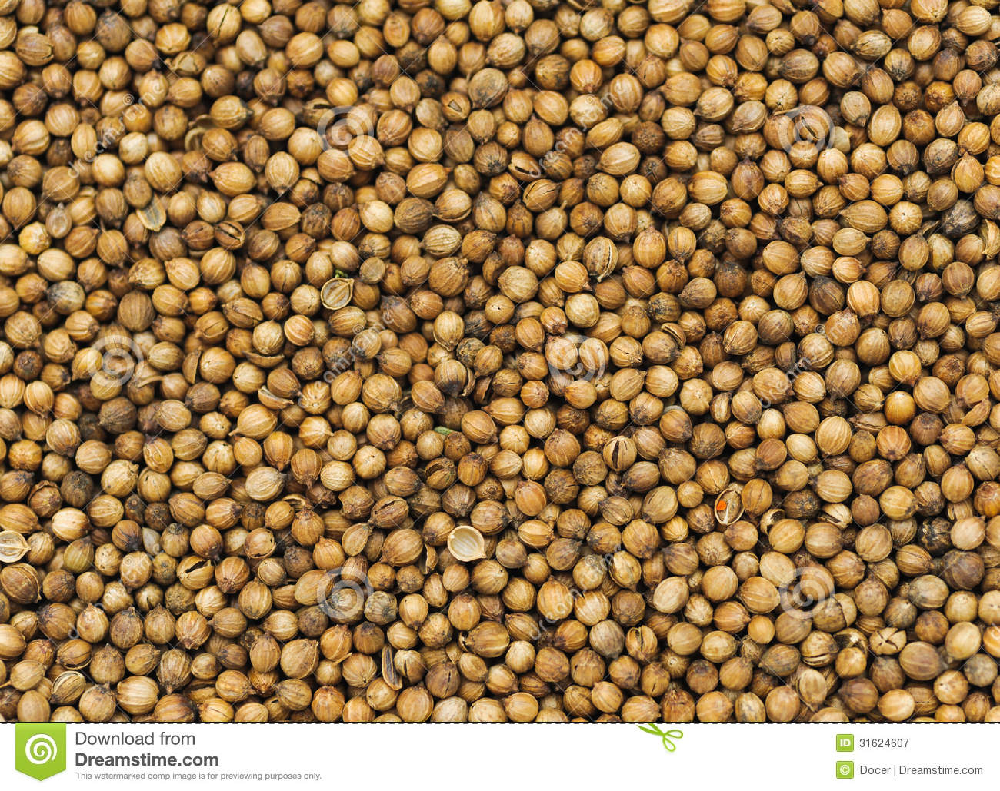 Download from
Dreamstime.com
This watermarked comp image is for previewing purposes only.
ID 31624607
© Docer | Dreamstime.com